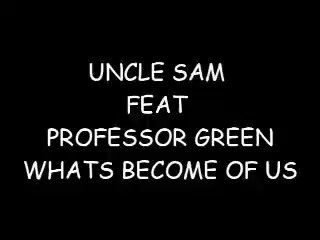 UNCLE SAM
FEAT
PROFESSOR GREEN
WHATS BECOME OF US